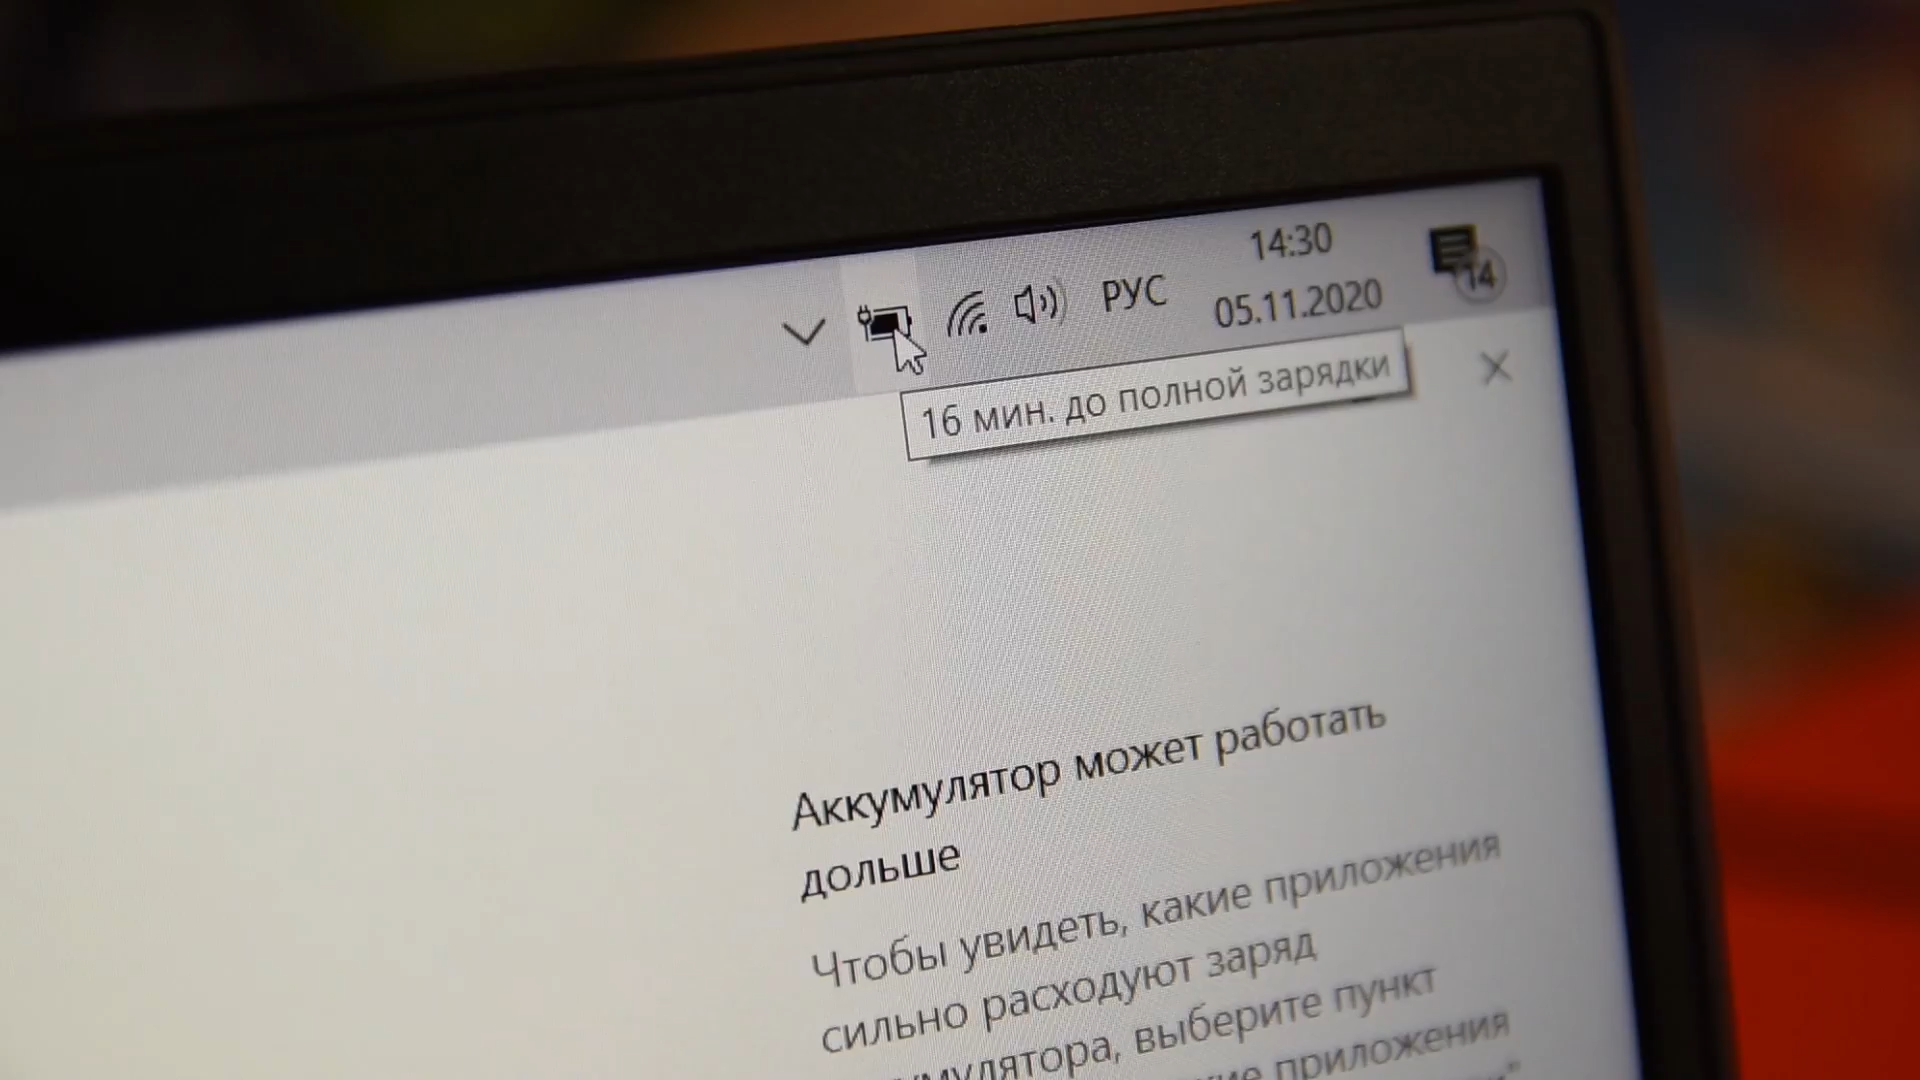 14:30
РУС
05.11.2020
14
16 мин. до полной зарядки
Аккумулятор может работать
дольше
Чтобы увидеть, какие приложения
сильно расходуют заряд
выберите пункт
приложения